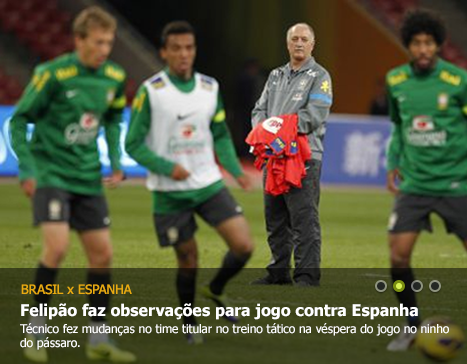 BRASIL x ESPANHA
Felipão faz observações para jogo contra Espanha
Técnico fez mudanças no time titular no treino tático na véspera do jogo no ninho
do pássaro.